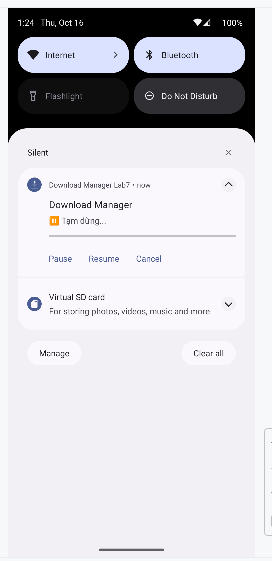 1:24 Thu, Oct 16 100%
Internet Bluetooth
Flashlight Do Not Disturb
Silent
Download Manager Lab7 • now
Download Manager
⏸ Tạm dừng...
Pause Resume Cancel
Virtual SD card
For storing photos, videos, music and more
Manage Clear all